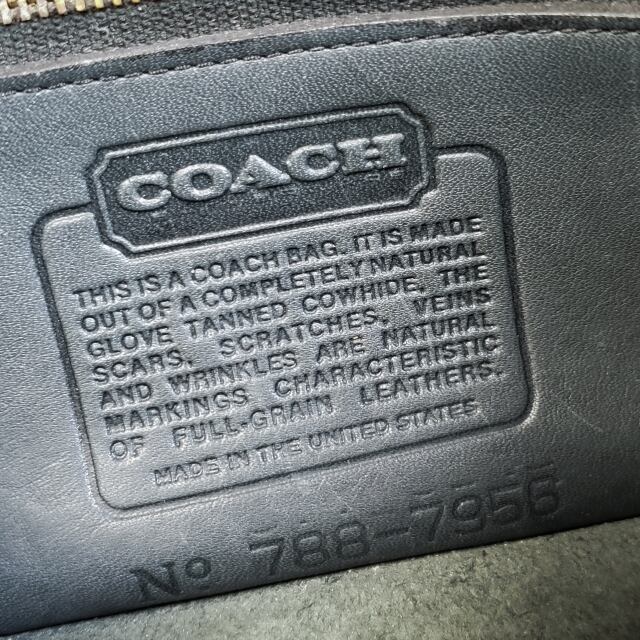 COACH
THIS IS A COACH BAG. IT IS MADE
OUT OF A COMPLETELY NATURAL
GLOVE TANNED COWHIDE. THE
SCARS, SCRATCHES, VEINS
AND WRINKLES ARE NATURAL
MARKINGS CHARACTERISTIC
OF FULL-GRAIN LEATHERS.
MADE IN THE UNITED STATES
No 788-7956